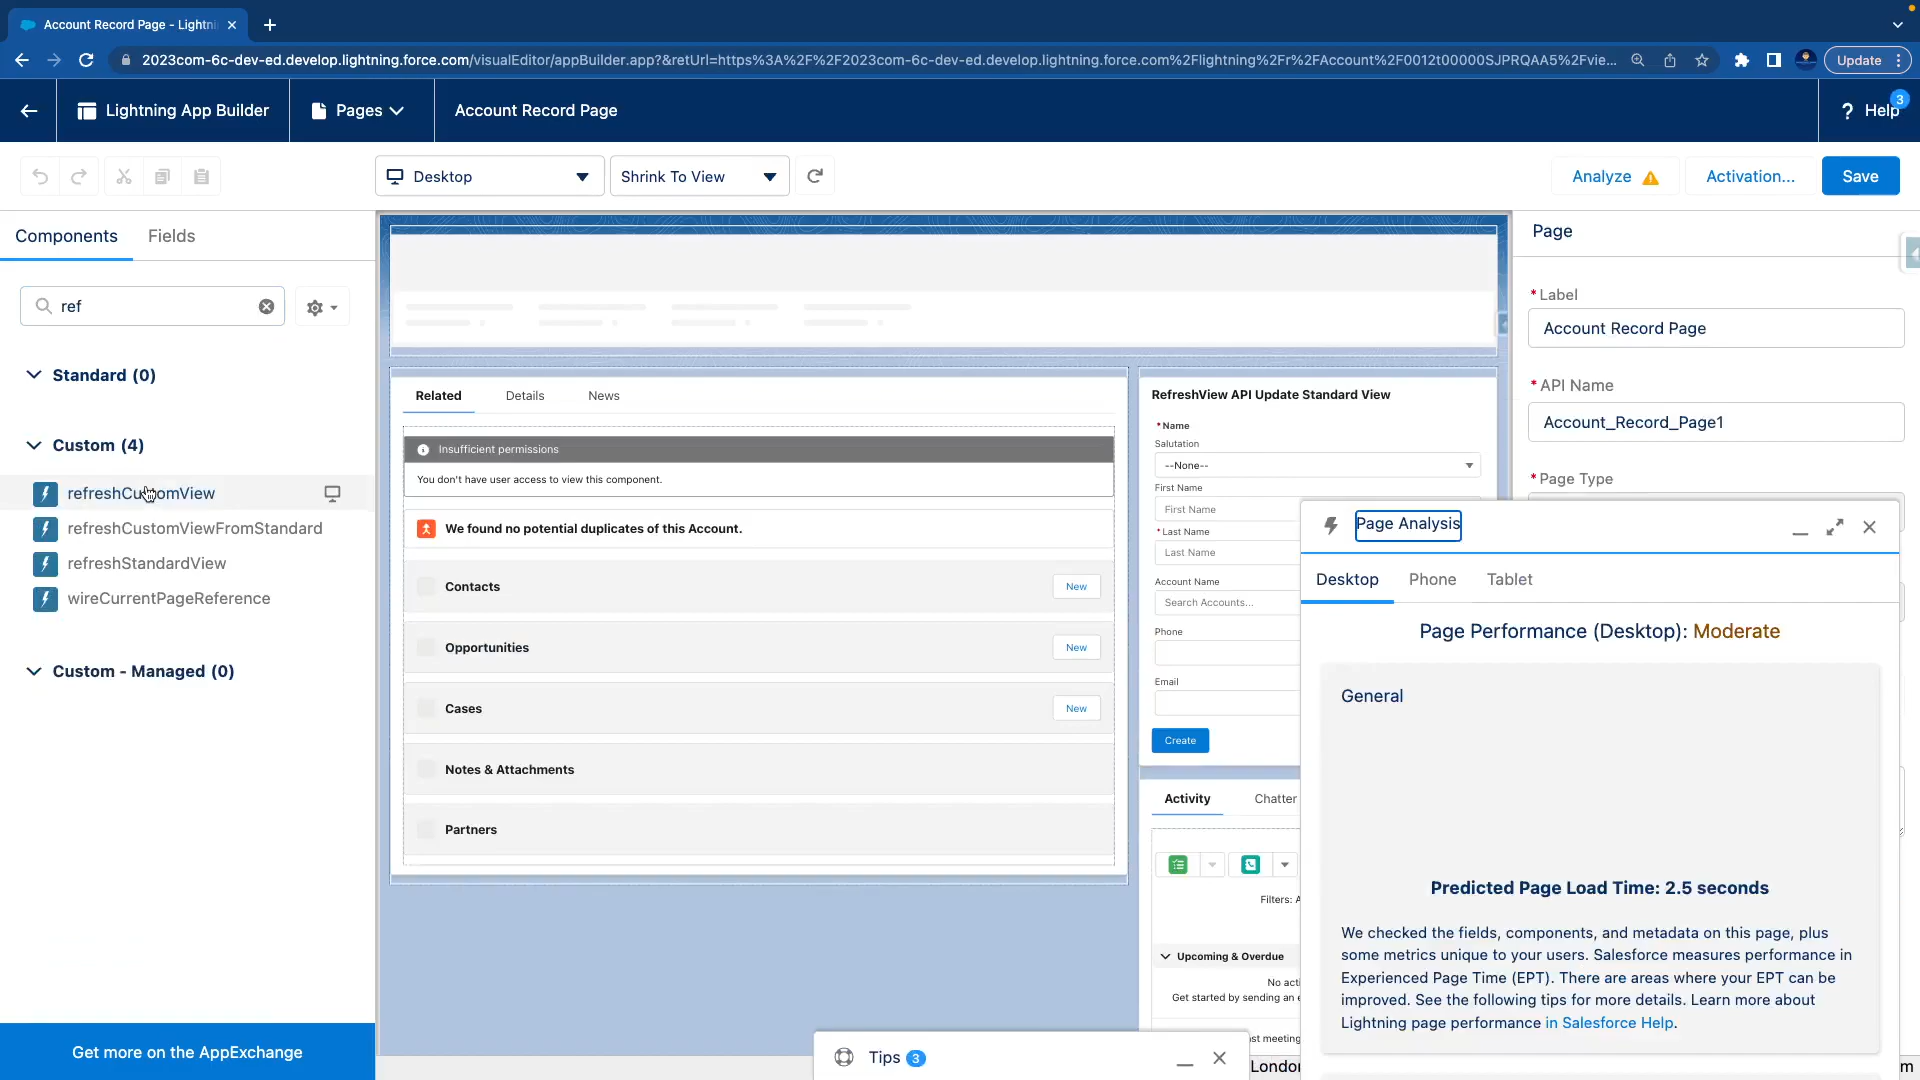 Account Record Page - Lightni
2023com-6c-dev-ed.develop.lightning.force.com/visualEditor/appBuilder.app?&retUrl=https%3A%2F%2F2023com-6c-dev-ed.develop.lightning.force.com%2Flightning%2Fr%2FAccount%2F0012t00000SJPRQAA5%2Fvie...
Update
Lightning App Builder
Pages
Account Record Page
? Help
3
Desktop
Shrink To View
Analyze
Activation...
Save
Components
Fields
ref
Standard (0)
Custom (4)
refreshCustomView
refreshCustomViewFromStandard
refreshStandardView
wireCurrentPageReference
Custom - Managed (0)
Get more on the AppExchange
Related
Details
News
Insufficient permissions
You don't have user access to view this component.
We found no potential duplicates of this Account.
Contacts
New
Opportunities
New
Cases
New
Notes & Attachments
Partners
RefreshView API Update Standard View
* Name
Salutation
--None--
First Name
First Name
* Last Name
Last Name
Account Name
Search Accounts...
Phone
Email
Create
Activity
Chatter
Filters: A
Upcoming & Overdue
No acti
Get started by sending an e
st meeting
Tips 3
London
m
Page
* Label
Account Record Page
* API Name
Account_Record_Page1
* Page Type
Page Analysis
Desktop
Phone
Tablet
Page Performance (Desktop): Moderate
General
Predicted Page Load Time: 2.5 seconds
We checked the fields, components, and metadata on this page, plus
some metrics unique to your users. Salesforce measures performance in
Experienced Page Time (EPT). There are areas where your EPT can be
improved. See the following tips for more details. Learn more about
Lightning page performance in Salesforce Help.